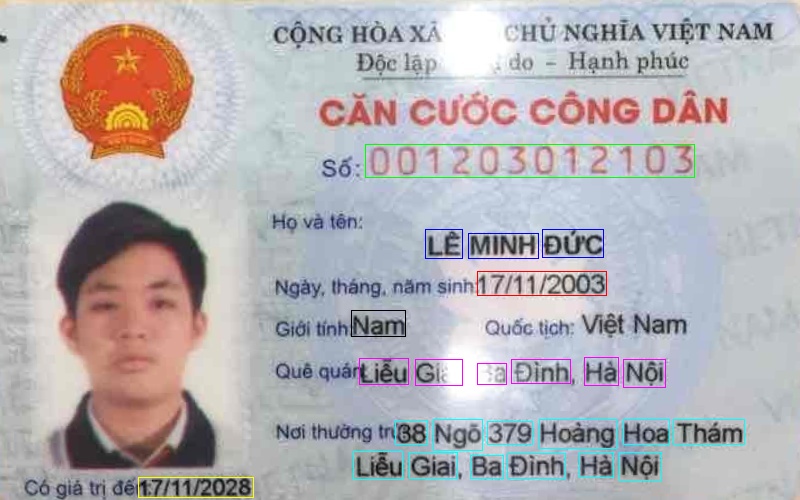 CỘNG HÒA XÃ CHỦ NGHĨA VIỆT NAM
Độc lập do - Hạnh phúc
CĂN CƯỚC CÔNG DÂN
Số: 001203012103
Họ và tên:
LÊ MINH ĐỨC
Ngày, tháng, năm sinh: 17/11/2003
Giới tính: Nam Quốc tịch: Việt Nam
Quê quán: Liễu Giai Ba Đình, Hà Nội
Nơi thường trú: 38 Ngõ 379 Hoàng Hoa Thám
Liễu Giai, Ba Đình, Hà Nội
Có giá trị đến: 17/11/2028